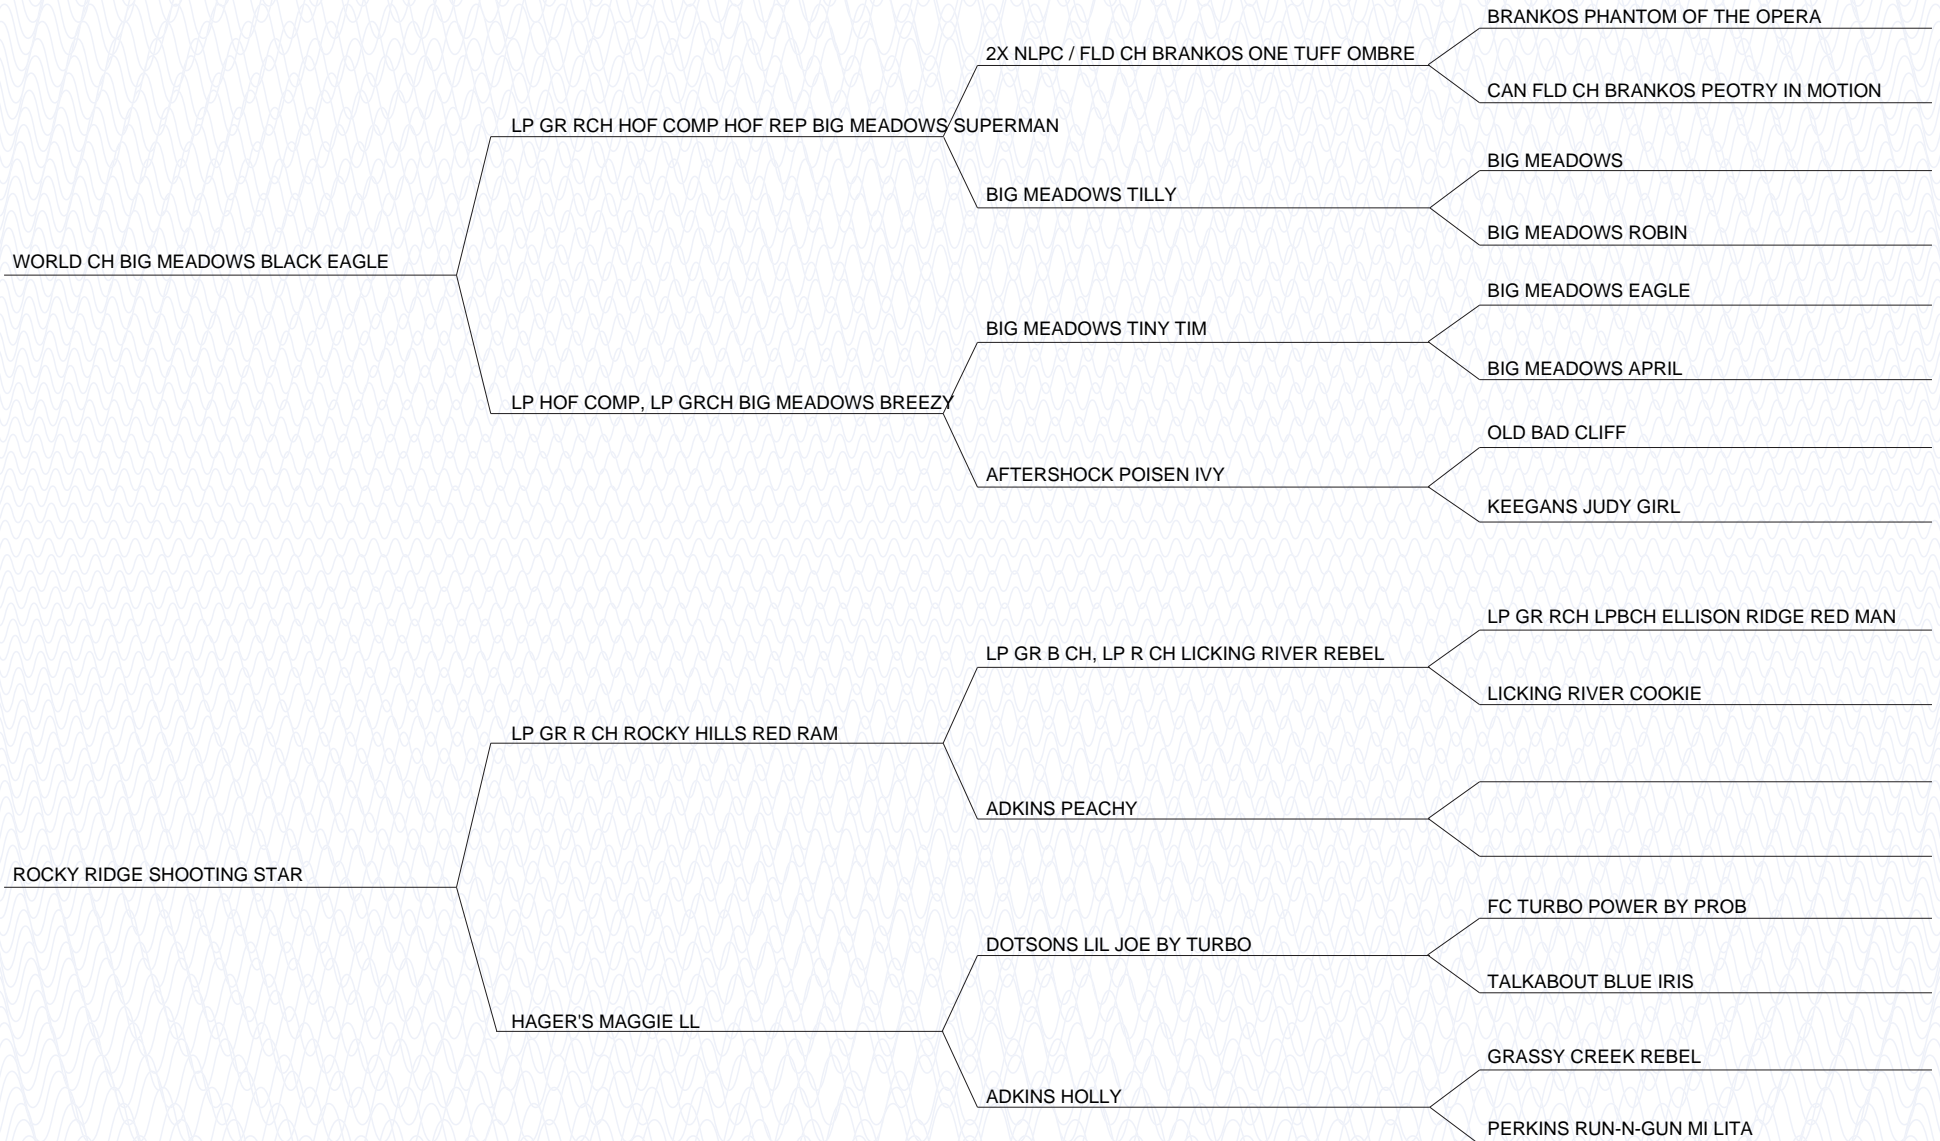 BRANKOS PHANTOM OF THE OPERA
2X NLPC / FLD CH BRANKOS ONE TUFF OMBRE
CAN FLD CH BRANKOS PEOTRY IN MOTION
LP GR RCH HOF COMP HOF REP BIG MEADOWS SUPERMAN
BIG MEADOWS
BIG MEADOWS TILLY
BIG MEADOWS ROBIN
WORLD CH BIG MEADOWS BLACK EAGLE
BIG MEADOWS EAGLE
BIG MEADOWS TINY TIM
BIG MEADOWS APRIL
LP HOF COMP, LP GRCH BIG MEADOWS BREEZY
OLD BAD CLIFF
AFTERSHOCK POISEN IVY
KEEGANS JUDY GIRL
LP GR RCH LPBCH ELLISON RIDGE RED MAN
LP GR B CH, LP R CH LICKING RIVER REBEL
LICKING RIVER COOKIE
LP GR R CH ROCKY HILLS RED RAM
ADKINS PEACHY
ROCKY RIDGE SHOOTING STAR
FC TURBO POWER BY PROB
DOTSONS LIL JOE BY TURBO
TALKABOUT BLUE IRIS
HAGER'S MAGGIE LL
GRASSY CREEK REBEL
ADKINS HOLLY
PERKINS RUN-N-GUN MI LITA